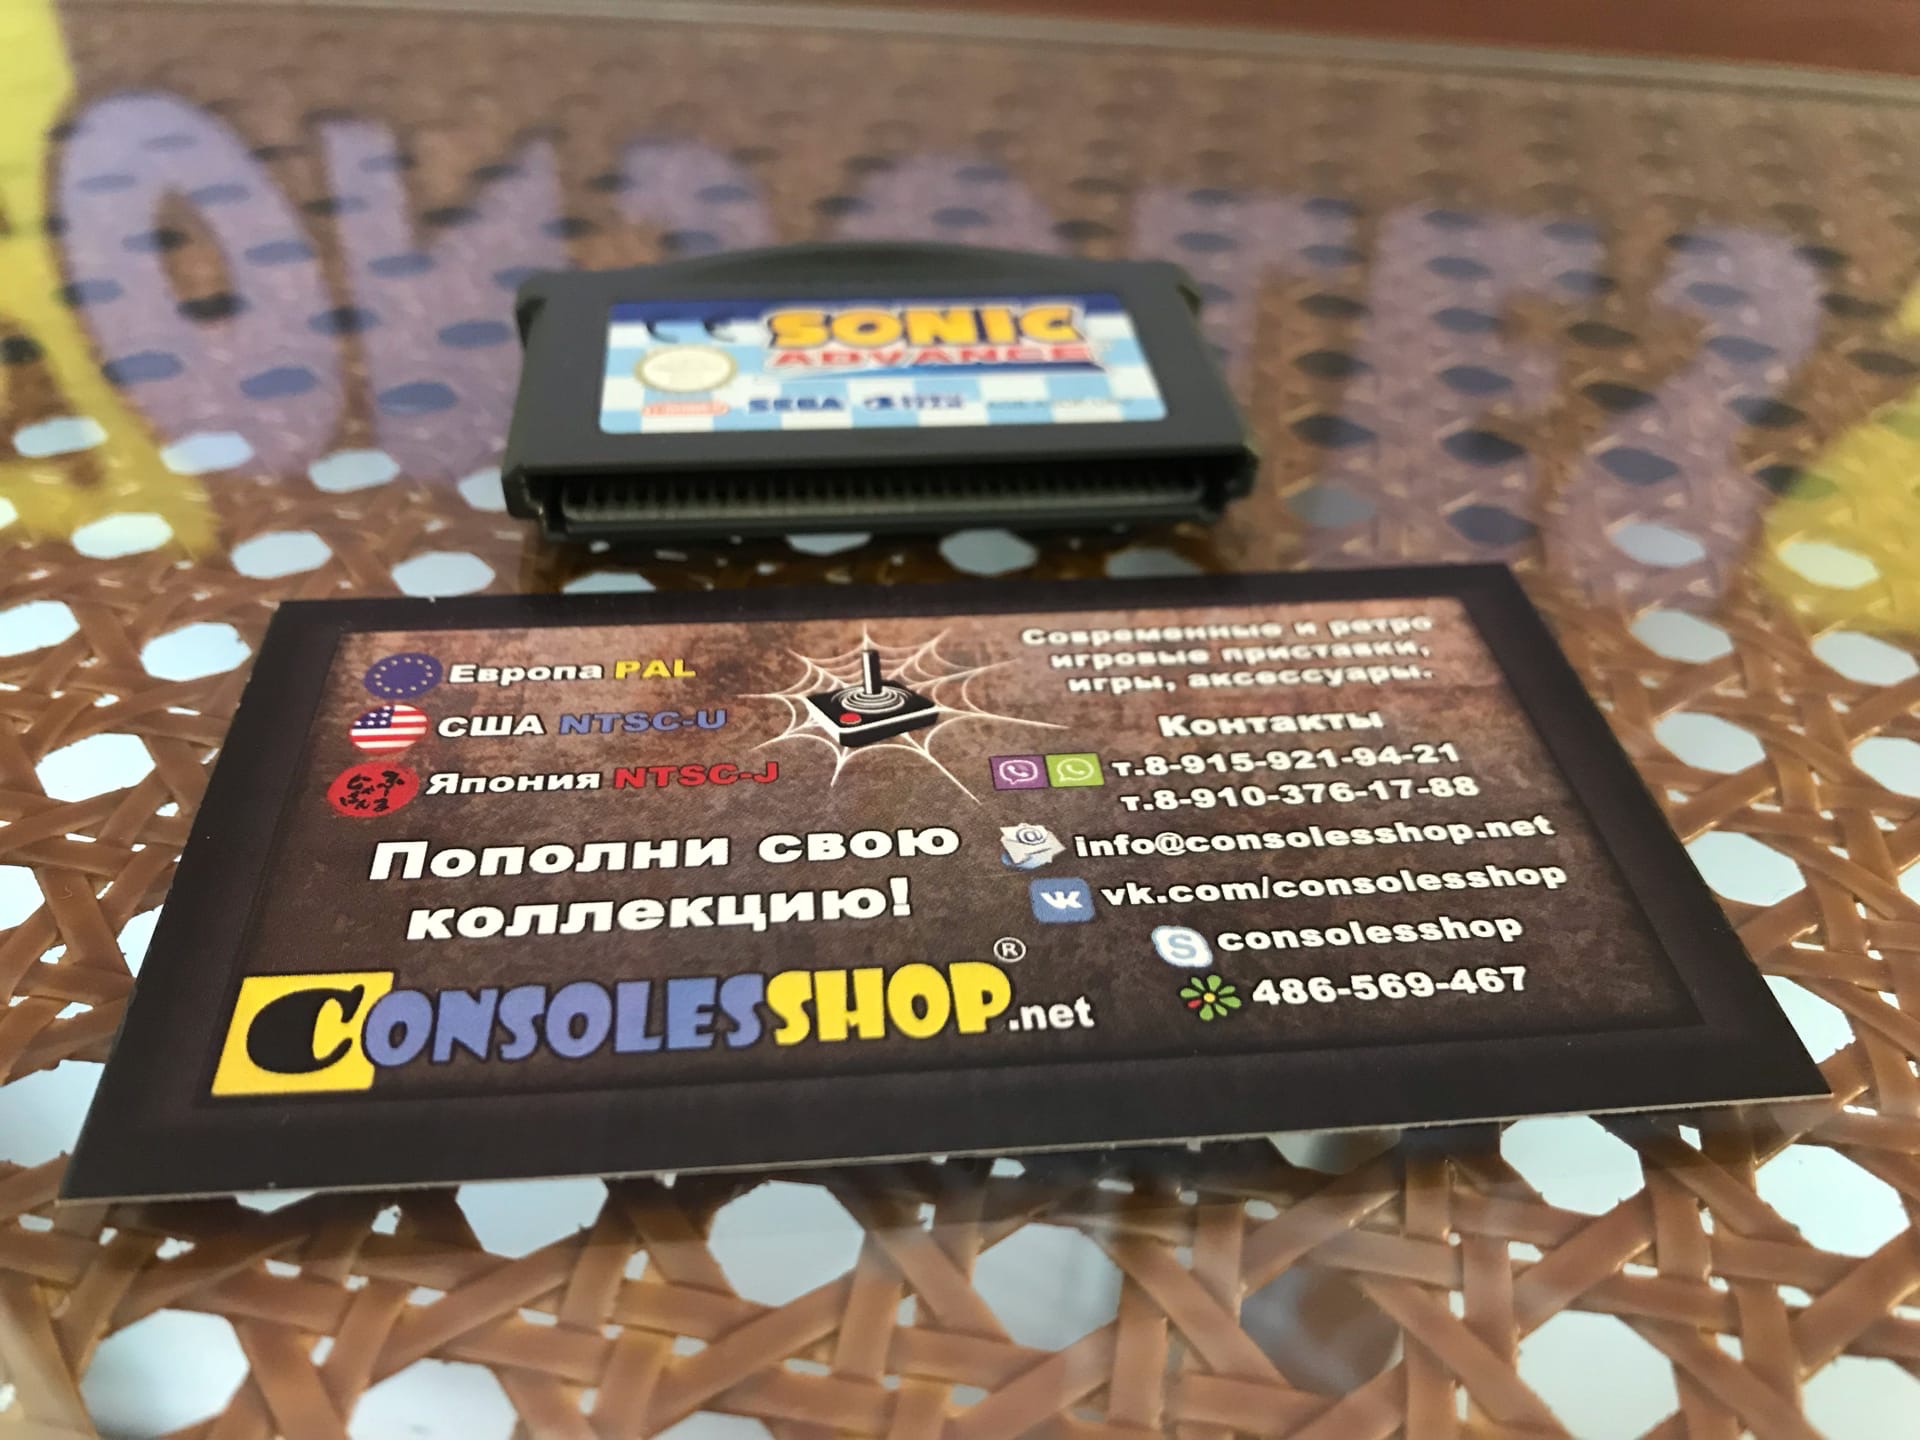 SONIC
ADVANCE
SEGA
Европа PAL
США NTSC-U
Япония NTSC-J
Пополни свою
коллекцию!
CONSOLESSHOP®.net
Современные и ретро
игровые приставки,
игры, аксессуары.
Контакты
т.8-915-921-94-21
т.8-910-376-17-88
info@consolesshop.net
vk.com/consolesshop
consolesshop
486-569-467